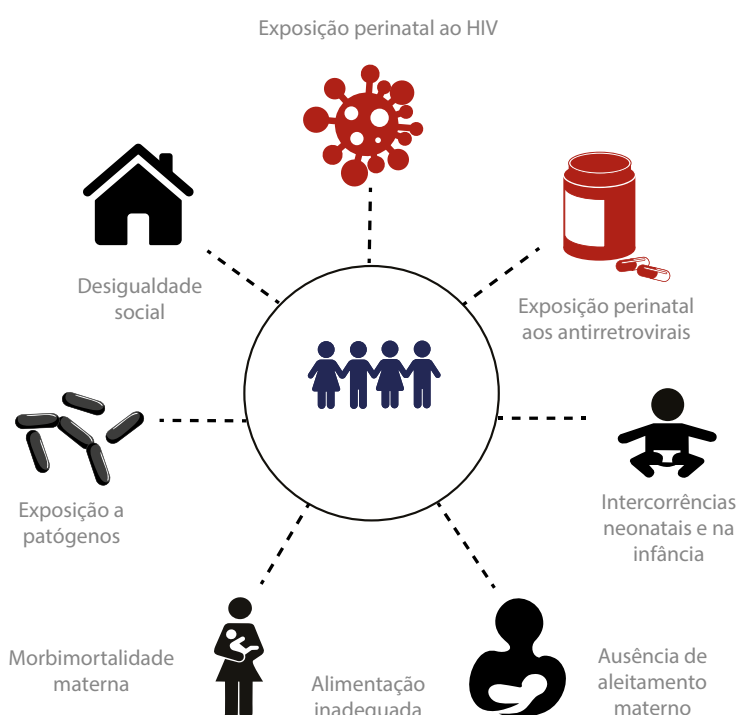 Exposição perinatal ao HIV
Desigualdade
social
Exposição perinatal
aos antirretrovirais
Exposição a
patógenos
Intercorrências
neonatais e na
infância
Morbimortalidade
materna
Alimentação
inadequada
Ausência de
aleitamento
materno